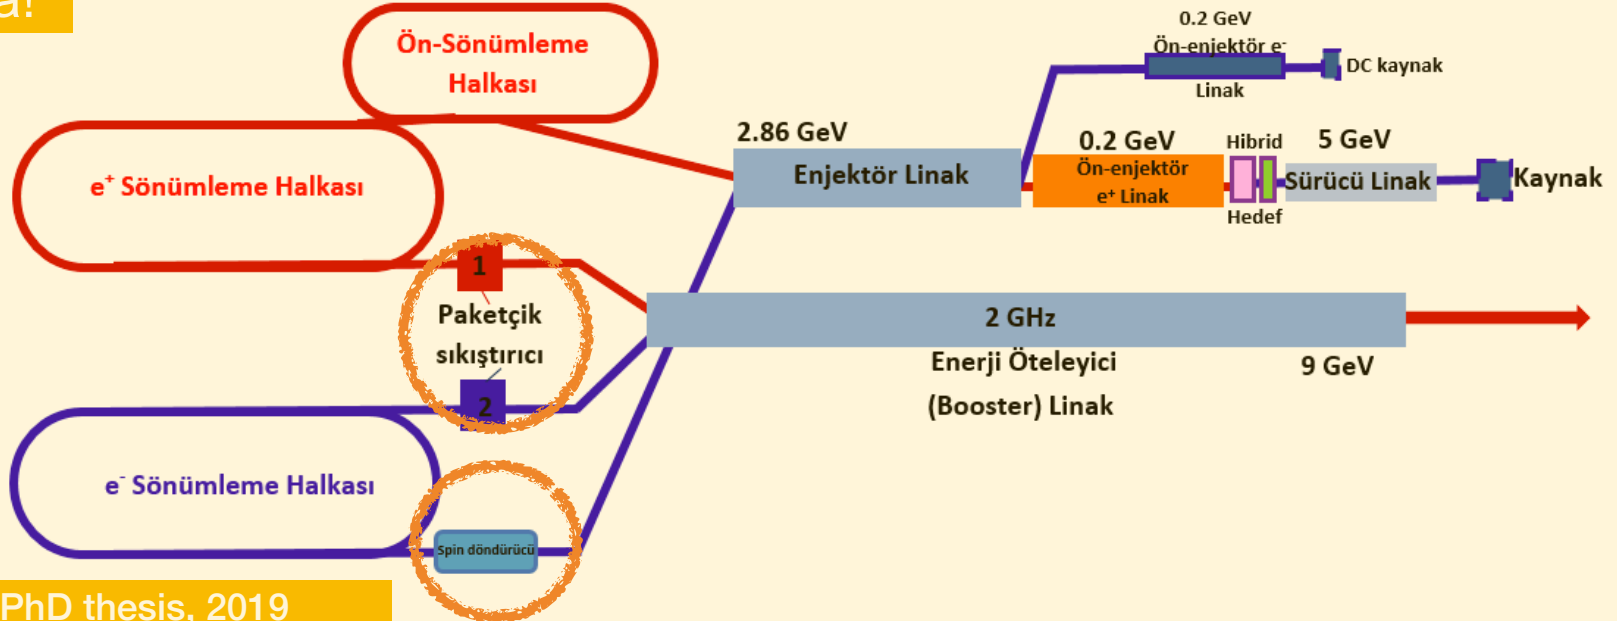 a!
Ön-Sönümleme
Halkası
e⁺ Sönümleme Halkası
0.2 GeV
Ön-enjektör e⁻
Linak
DC kaynak
2.86 GeV
Enjektör Linak
0.2 GeV
Ön-enjektör
e⁺ Linak
Hibrid
Hedef
5 GeV
Sürücü Linak
Kaynak
1
Paketçik
sıkıştırıcı
2
2 GHz
Enerji Öteleyici
(Booster) Linak
9 GeV
e⁻ Sönümleme Halkası
Spin döndürücü
PhD thesis, 2019